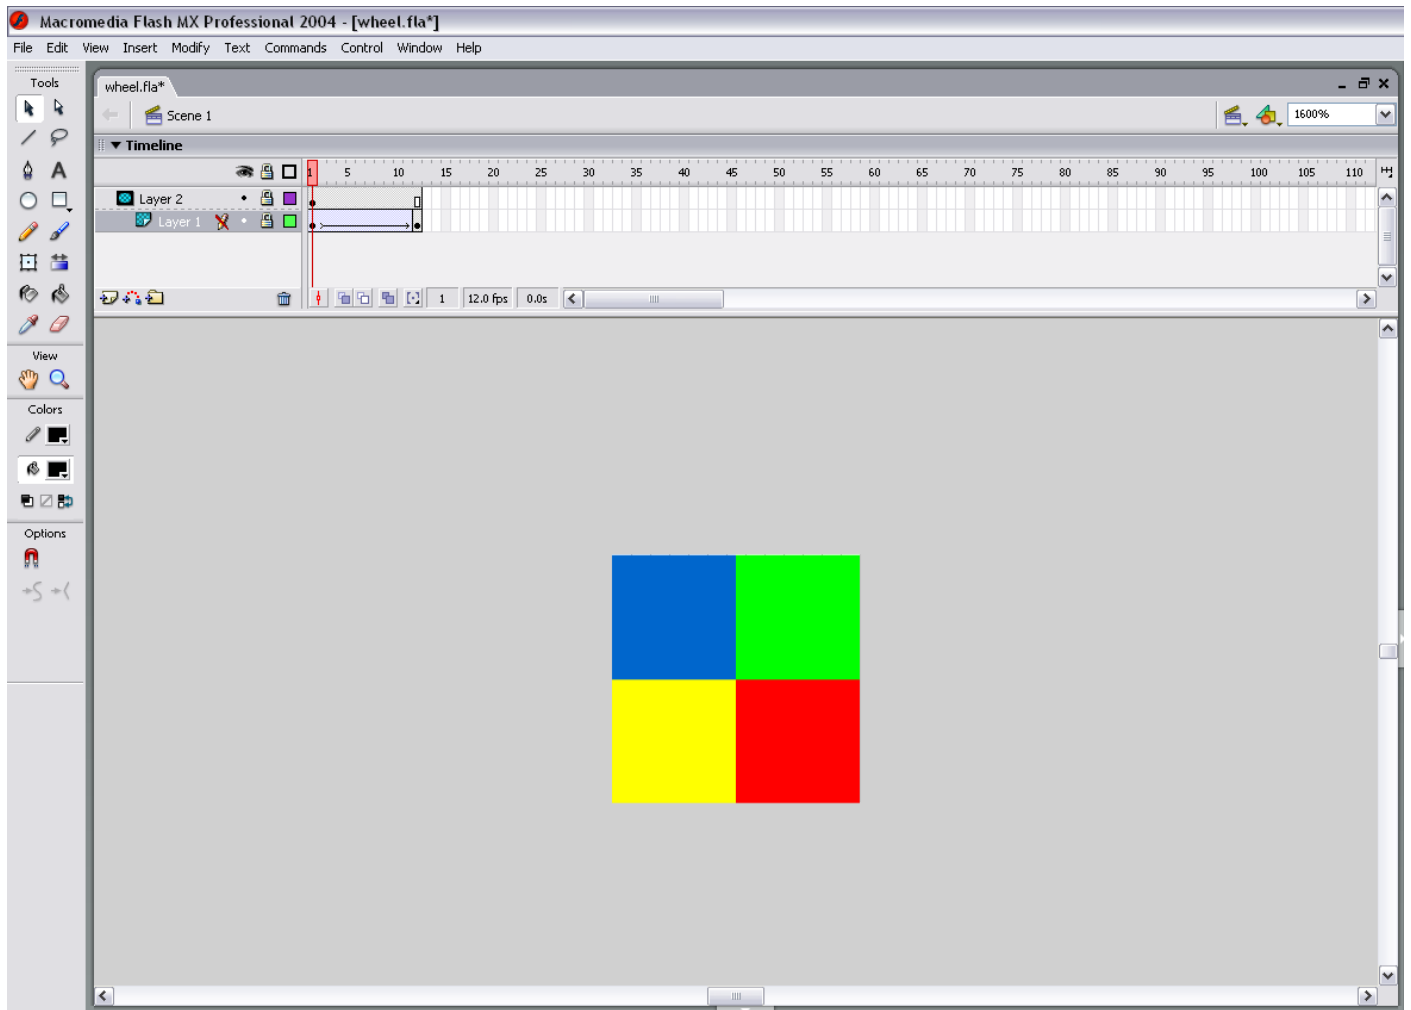 Macromedia Flash MX Professional 2004 - [wheel.fla*]
File Edit View Insert Modify Text Commands Control Window Help
Tools
wheel.fla*
Scene 1
1600%
Timeline
1 5 10 15 20 25 30 35 40 45 50 55 60 65 70 75 80 85 90 95 100 105 110
Layer 2
Layer 1
1 12.0 fps 0.0s
View
Colors
Options